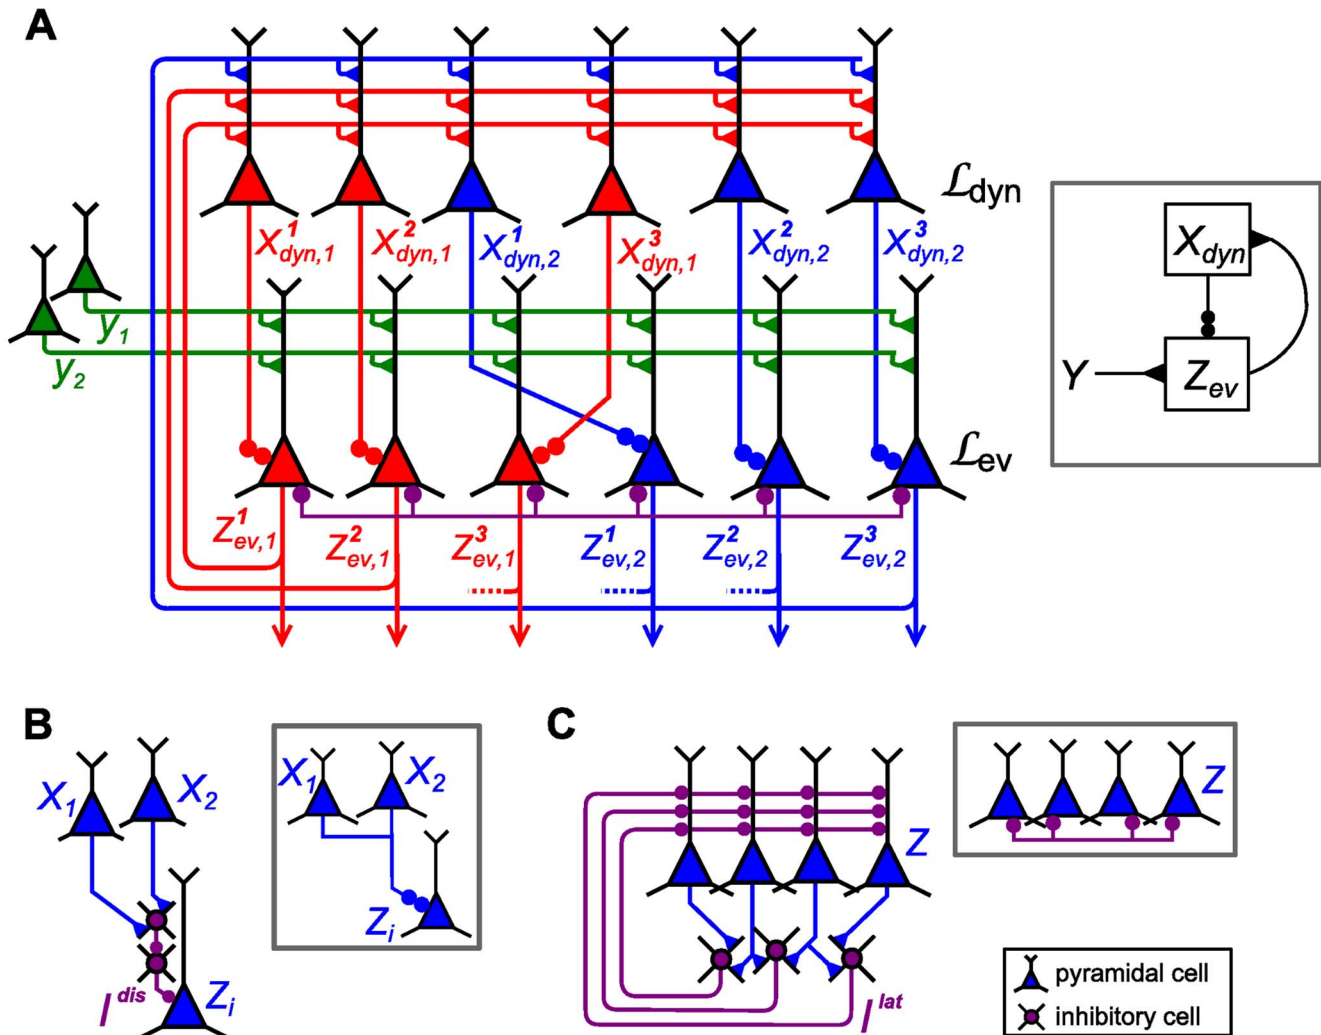 A
ℒdyn
X¹dyn,1 X²dyn,1 X¹dyn,2 X³dyn,1 X²dyn,2 X³dyn,2
Xdyn
y₁
y₂
Y Zev
ℒev
Z¹ev,1 Z²ev,1 Z³ev,1 Z¹ev,2 Z²ev,2 Z³ev,2
B
X₁ X₂
I dis
Zᵢ
X₁ X₂
Zᵢ
C
Z
I lat
Z
pyramidal cell
inhibitory cell